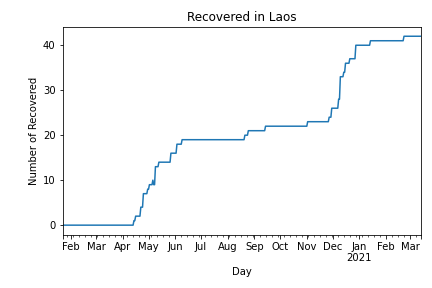 Recovered in Laos
Number of Recovered
40
30
20
10
0
Feb Mar Apr May Jun Jul Aug Sep Oct Nov Dec Jan Feb Mar
2021
Day